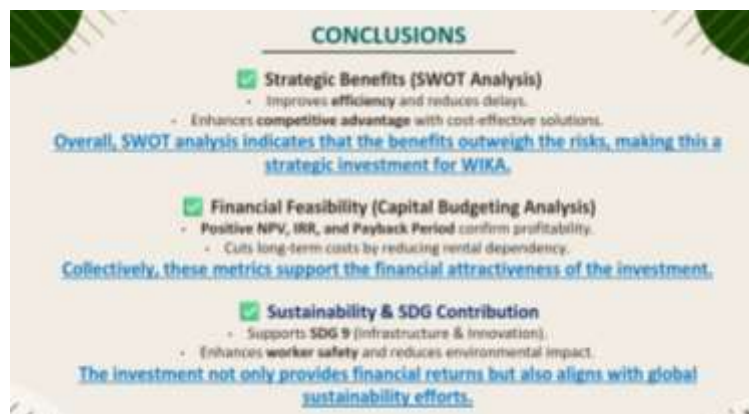 CONCLUSIONS
✅ Strategic Benefits (SWOT Analysis)
- Improves efficiency and reduces delays.
- Enhances competitive advantage with cost-effective solutions.
Overall, SWOT analysis indicates that the benefits outweigh the risks, making this a
strategic investment for WIKA.
✅ Financial Feasibility (Capital Budgeting Analysis)
- Positive NPV, IRR, and Payback Period confirm profitability.
- Cuts long-term costs by reducing rental dependency.
Collectively, these metrics support the financial attractiveness of the investment.
✅ Sustainability & SDG Contribution
- Supports SDG 9 (Infrastructure & Innovation).
- Enhances worker safety and reduces environmental impact.
The investment not only provides financial returns but also aligns with global
sustainability efforts.